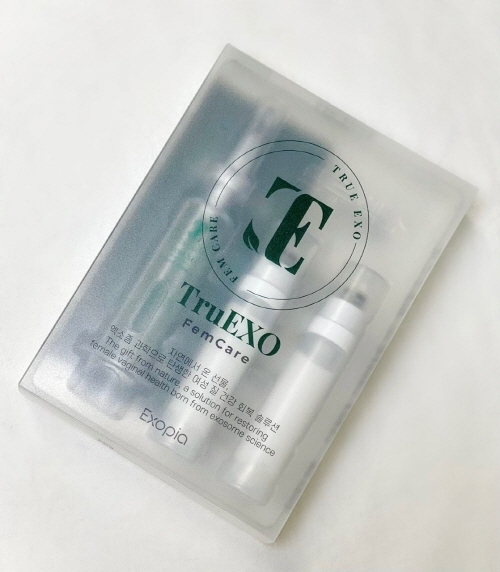 TRUE EXO
FEM CARE
TE
TruEXO
FemCare
자연에서 온 선물,
엑소좀 과학으로 탄생한 여성 질 건강 회복 솔루션
The gift from nature, a solution for restoring
female vaginal health born from exosome science
Exopia